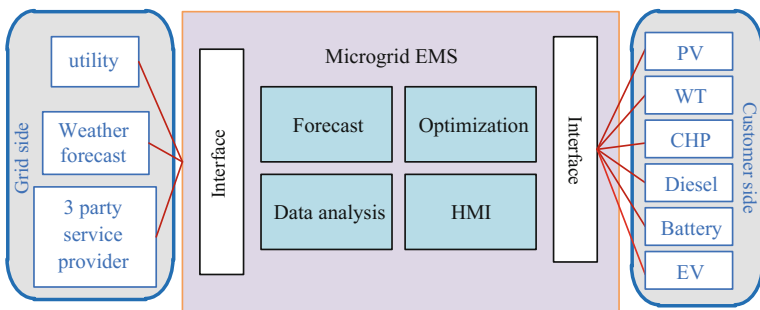 Grid side
utility
Weather
forecast
3 party
service
provider
Interface
Microgrid EMS
Forecast
Optimization
Data analysis
HMI
Interface
PV
WT
CHP
Diesel
Battery
EV
Customer side